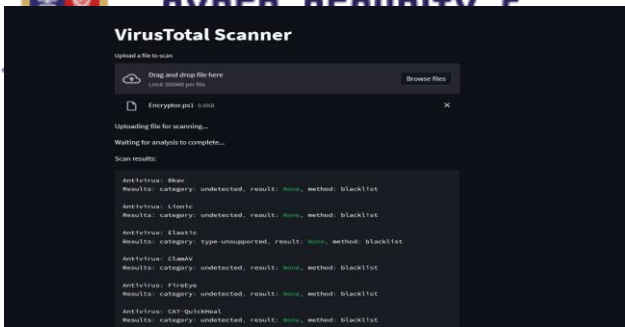 CYBER SECURITY &
VirusTotal Scanner
Upload a file to scan
Drag and drop file here
Limit 200MB per file
Browse files
Encryptor.ps1 0.6KB
Uploading file for scanning...
Waiting for analysis to complete...
Scan results:
Antivirus: Bkav
Results: category: undetected, result: None, method: blacklist
Antivirus: Lionic
Results: category: undetected, result: None, method: blacklist
Antivirus: Elastic
Results: category: type-unsupported, result: None, method: blacklist
Antivirus: ClamAV
Results: category: undetected, result: None, method: blacklist
Antivirus: FireEye
Results: category: undetected, result: None, method: blacklist
Antivirus: CAT-QuickHeal
Results: category: undetected, result: None, method: blacklist